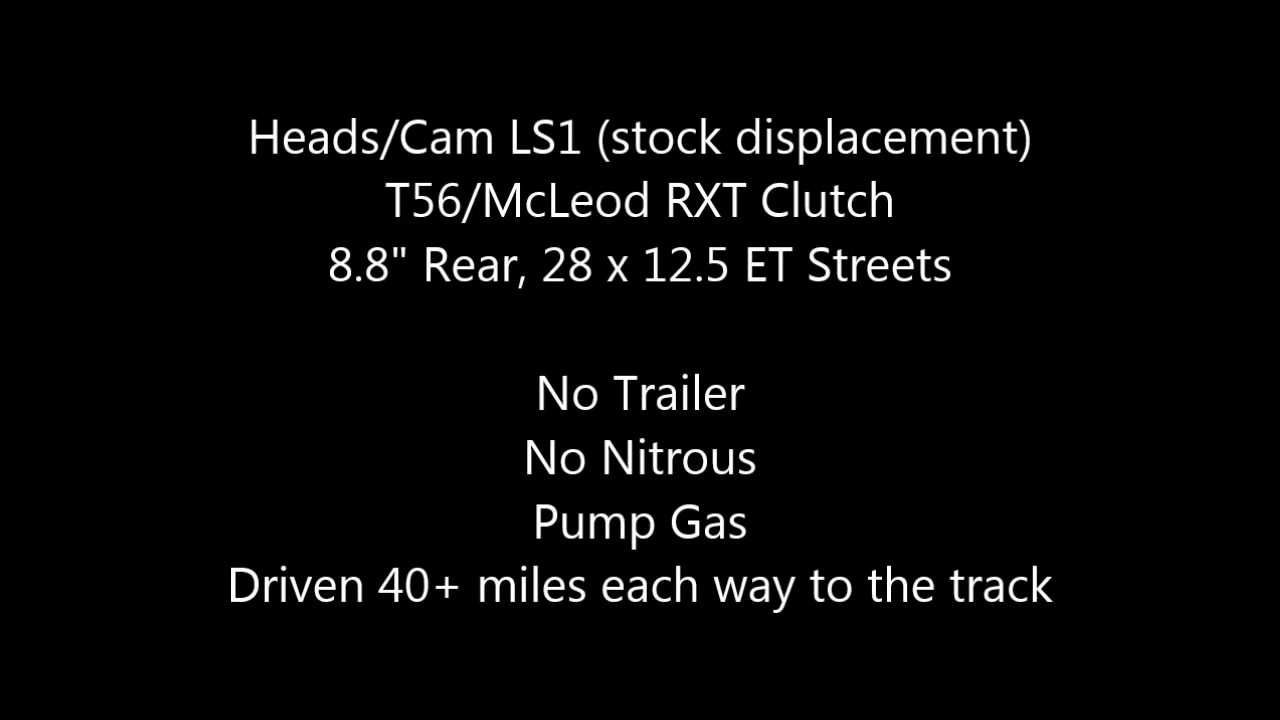 Heads/Cam LS1 (stock displacement)
T56/McLeod RXT Clutch
8.8" Rear, 28 x 12.5 ET Streets
No Trailer
No Nitrous
Pump Gas
Driven 40+ miles each way to the track